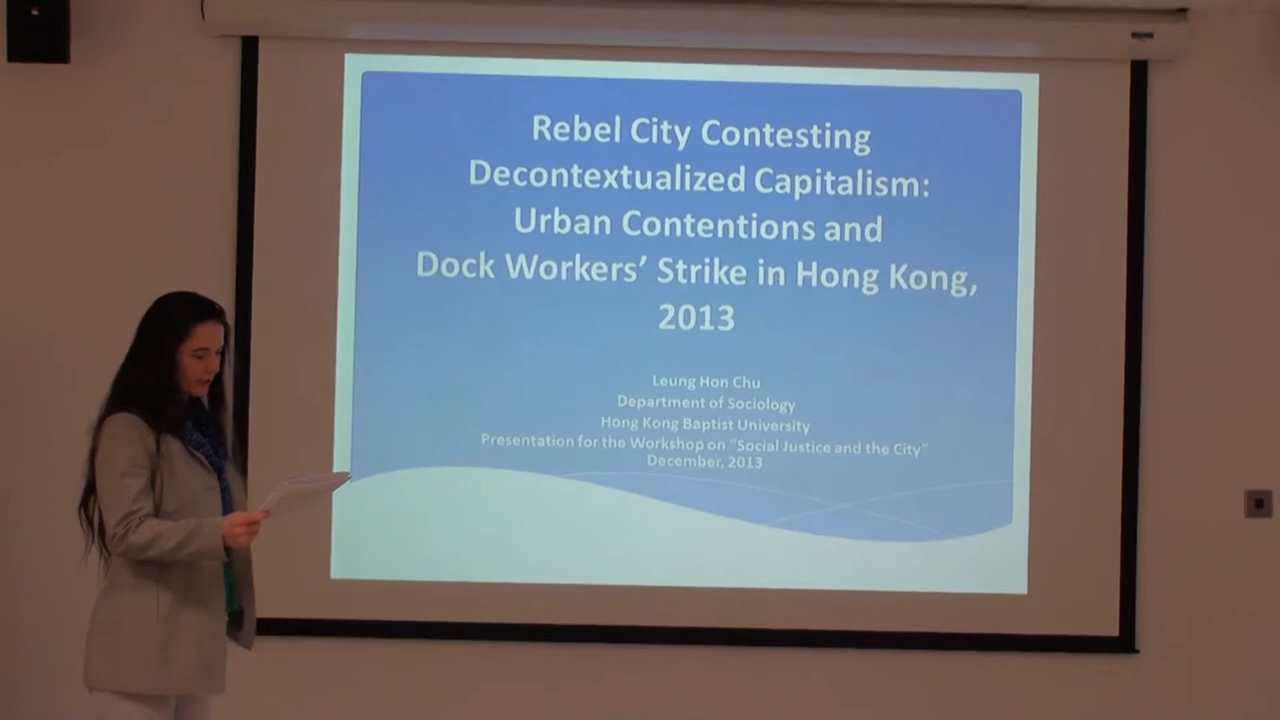 Rebel City Contesting
Decontextualized Capitalism:
Urban Contentions and
Dock Workers’ Strike in Hong Kong,
2013
Leung Hon Chu
Department of Sociology
Hong Kong Baptist University
Presentation for the Workshop on “Social Justice and the City”
December, 2013